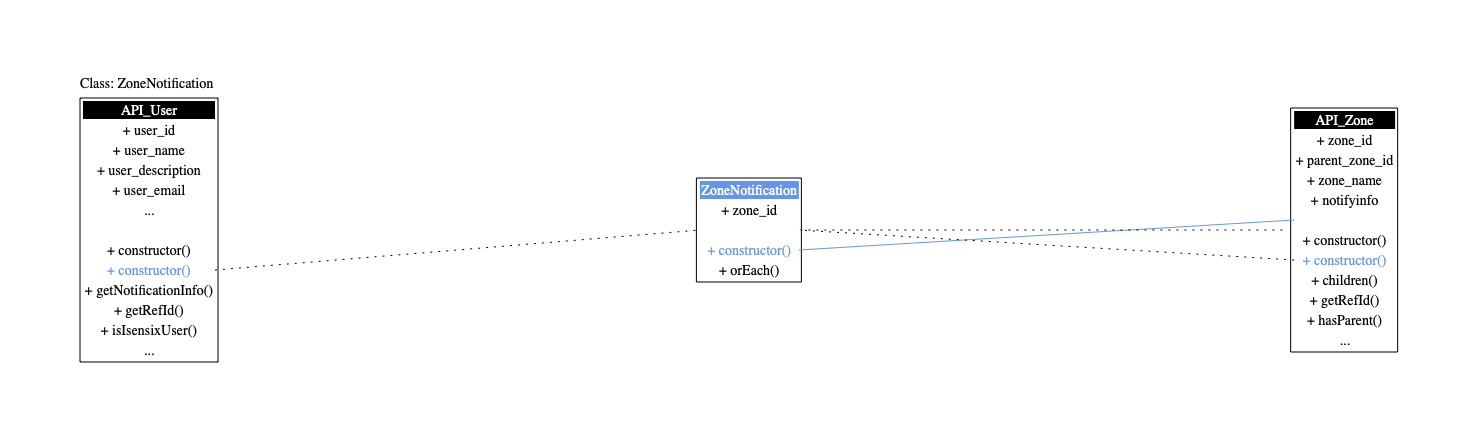 Class: ZoneNotification
API_User
+ user_id
+ user_name
+ user_description
+ user_email
...
+ constructor()
+ constructor()
+ getNotificationInfo()
+ getRefId()
+ isIsensixUser()
...
ZoneNotification
+ zone_id
+ constructor()
+ orEach()
API_Zone
+ zone_id
+ parent_zone_id
+ zone_name
+ notifyinfo
+ constructor()
+ constructor()
+ children()
+ getRefId()
+ hasParent()
...